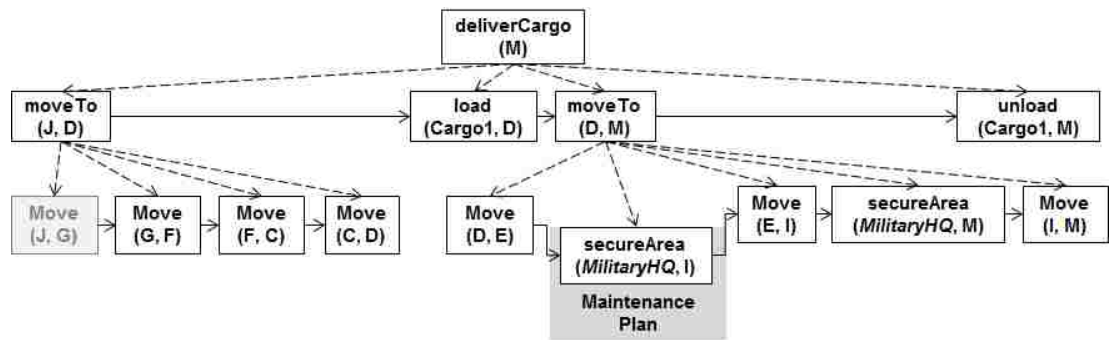 deliverCargo
(M)
moveTo
(J, D)
load
(Cargo1, D)
moveTo
(D, M)
unload
(Cargo1, M)
Move
(J, G)
Move
(G, F)
Move
(F, C)
Move
(C, D)
Move
(D, E)
secureArea
(MilitaryHQ, I)
Maintenance
Plan
Move
(E, I)
secureArea
(MilitaryHQ, M)
Move
(I, M)